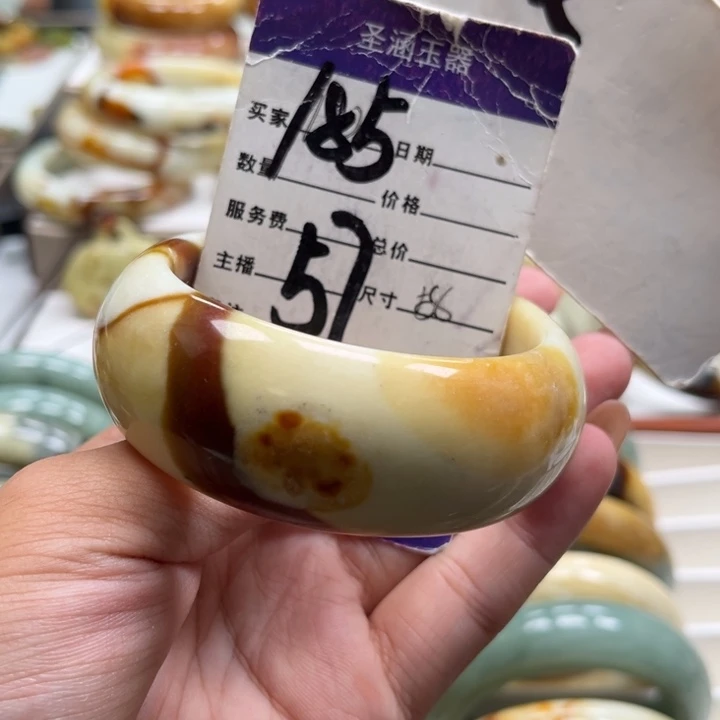 圣涵玉器
买家 185 日期
数量 价格
服务费 总价
主播 57 尺寸 56